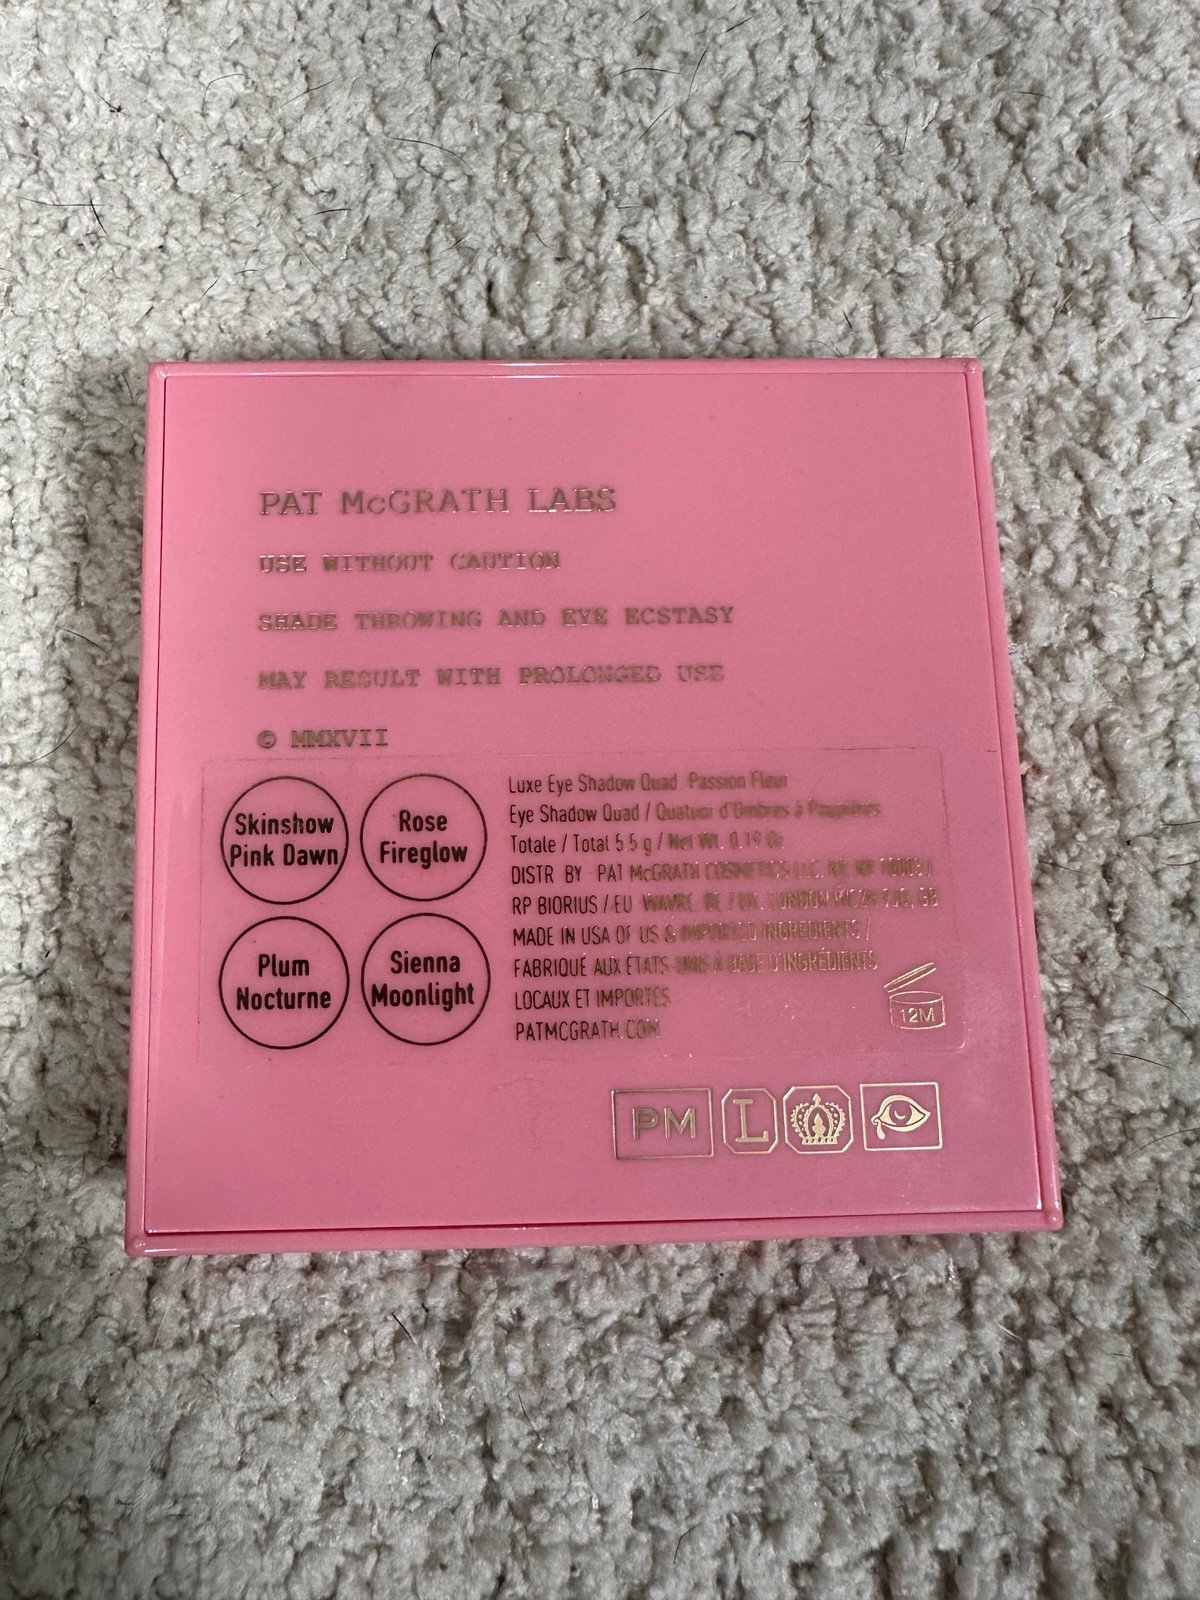 PAT McGRATH LABS
USE WITHOUT CAUTION
SHADE THROWING AND EYE ECSTASY
MAY RESULT WITH PROLONGED USE
© MMXVII
Skinshow
Pink Dawn
Rose
Fireglow
Plum
Nocturne
Sienna
Moonlight
Luxe Eye Shadow Quad Passion Fleur
Eye Shadow Quad / Quatuor d'Ombres à Paupières
Totale / Total 5.5 g / Net Wt. 0.19 Oz
DISTR BY PAT McGRATH COSMETICS LLC, NY, NY
RP BIORIUS / EU WAVRE BE / UK, LONDON
MADE IN USA OF US & IMPORTED INGREDIENTS /
FABRIQUÉ AUX ÉTATS-UNIS À BASE D'INGRÉDIENTS
LOCAUX ET IMPORTÉS
PATMCGRATH.COM
12M
PM L